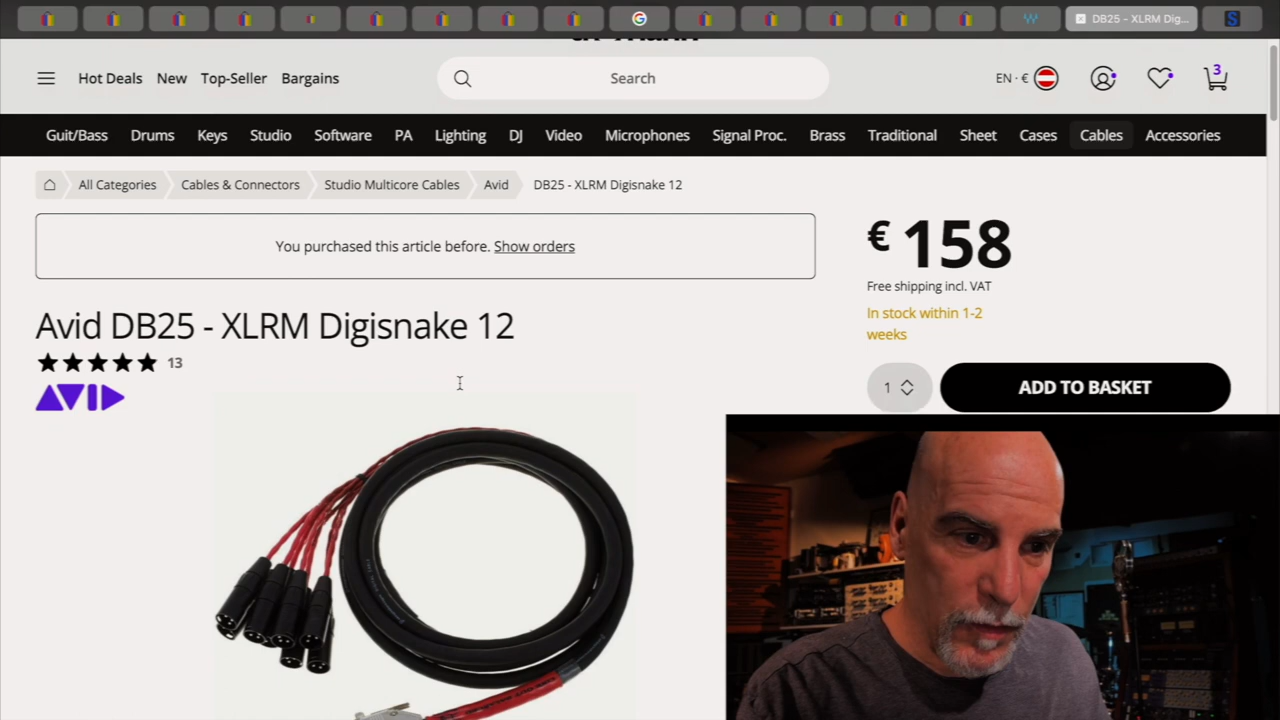 DB25 - XLRM Dig...
Hot Deals New Top-Seller Bargains
Search
EN · €
3
Guit/Bass Drums Keys Studio Software PA Lighting DJ Video Microphones Signal Proc. Brass Traditional Sheet Cases Cables Accessories
All Categories Cables & Connectors Studio Multicore Cables Avid DB25 - XLRM Digisnake 12
You purchased this article before. Show orders
€ 158
Free shipping incl. VAT
In stock within 1-2
weeks
Avid DB25 - XLRM Digisnake 12
13
AVID
1
ADD TO BASKET